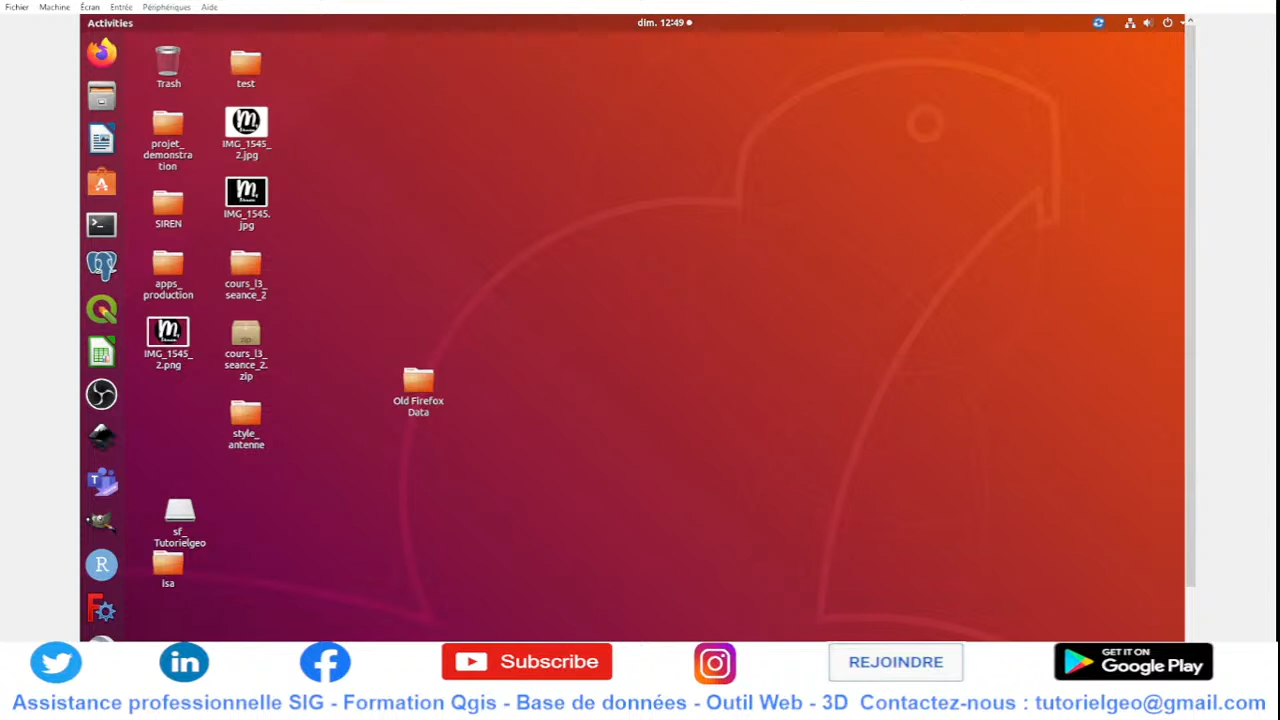 Fichier Machine Écran Entrée Périphériques Aide
Activities
dim. 12:49
Trash
test
projet_
demonstra
tion
IMG_1545_
2.jpg
SIREN
IMG_1545.
jpg
apps_
production
cours_l3_
seance_2
IMG_1545_
2.png
cours_l3_
seance_2.
zip
Old Firefox
Data
style_
antenne
sf_
Tutorielgeo
isa
Subscribe
REJOINDRE
GET IT ON
Google Play
Assistance professionnelle SIG - Formation Qgis - Base de données - Outil Web - 3D Contactez-nous : tutorielgeo@gmail.com